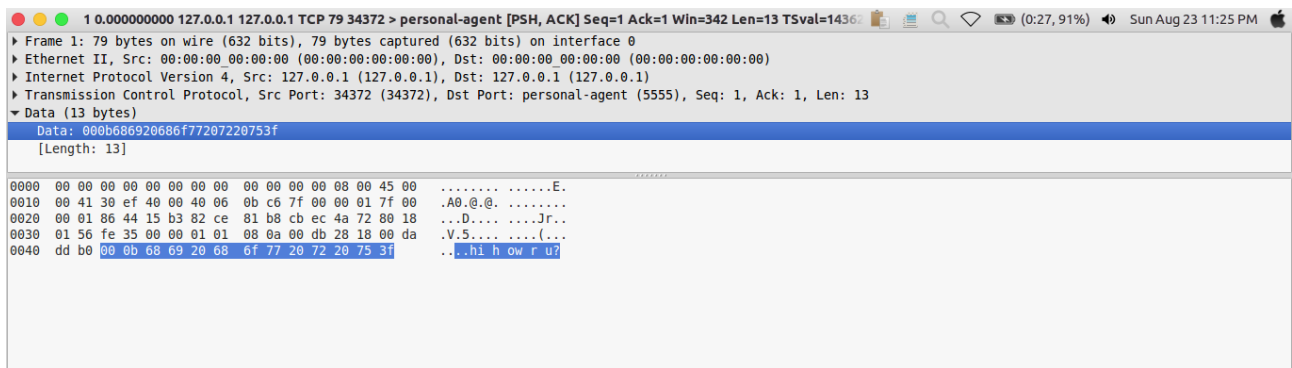 1 0.000000000 127.0.0.1 127.0.0.1 TCP 79 34372 > personal-agent [PSH, ACK] Seq=1 Ack=1 Win=342 Len=13 TSval=14362 (0:27, 91%) Sun Aug 23 11:25 PM
Frame 1: 79 bytes on wire (632 bits), 79 bytes captured (632 bits) on interface 0
Ethernet II, Src: 00:00:00_00:00:00 (00:00:00:00:00:00), Dst: 00:00:00_00:00:00 (00:00:00:00:00:00)
Internet Protocol Version 4, Src: 127.0.0.1 (127.0.0.1), Dst: 127.0.0.1 (127.0.0.1)
Transmission Control Protocol, Src Port: 34372 (34372), Dst Port: personal-agent (5555), Seq: 1, Ack: 1, Len: 13
Data (13 bytes)
Data: 000b686920686f77207220753f
[Length: 13]
0000 00 00 00 00 00 00 00 00 00 00 00 00 08 00 45 00 ........ ......E.
0010 00 41 30 ef 40 00 40 06 0b c6 7f 00 00 01 7f 00 .A0.@.@. ........
0020 00 01 86 44 15 b3 82 ce 81 b8 cb ec 4a 72 80 18 ...D.... ....Jr..
0030 01 56 fe 35 00 00 01 01 08 0a 00 db 28 18 00 da .V.5.... ....(...
0040 dd b0 00 0b 68 69 20 68 6f 77 20 72 20 75 3f ....hi h ow r u?